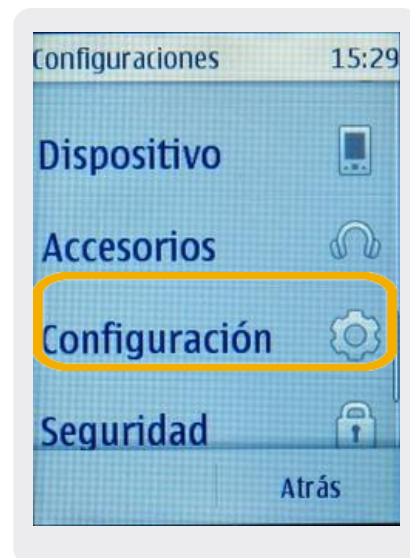 Configuraciones 15:29
Dispositivo
Accesorios
Configuración
Seguridad
Atrás